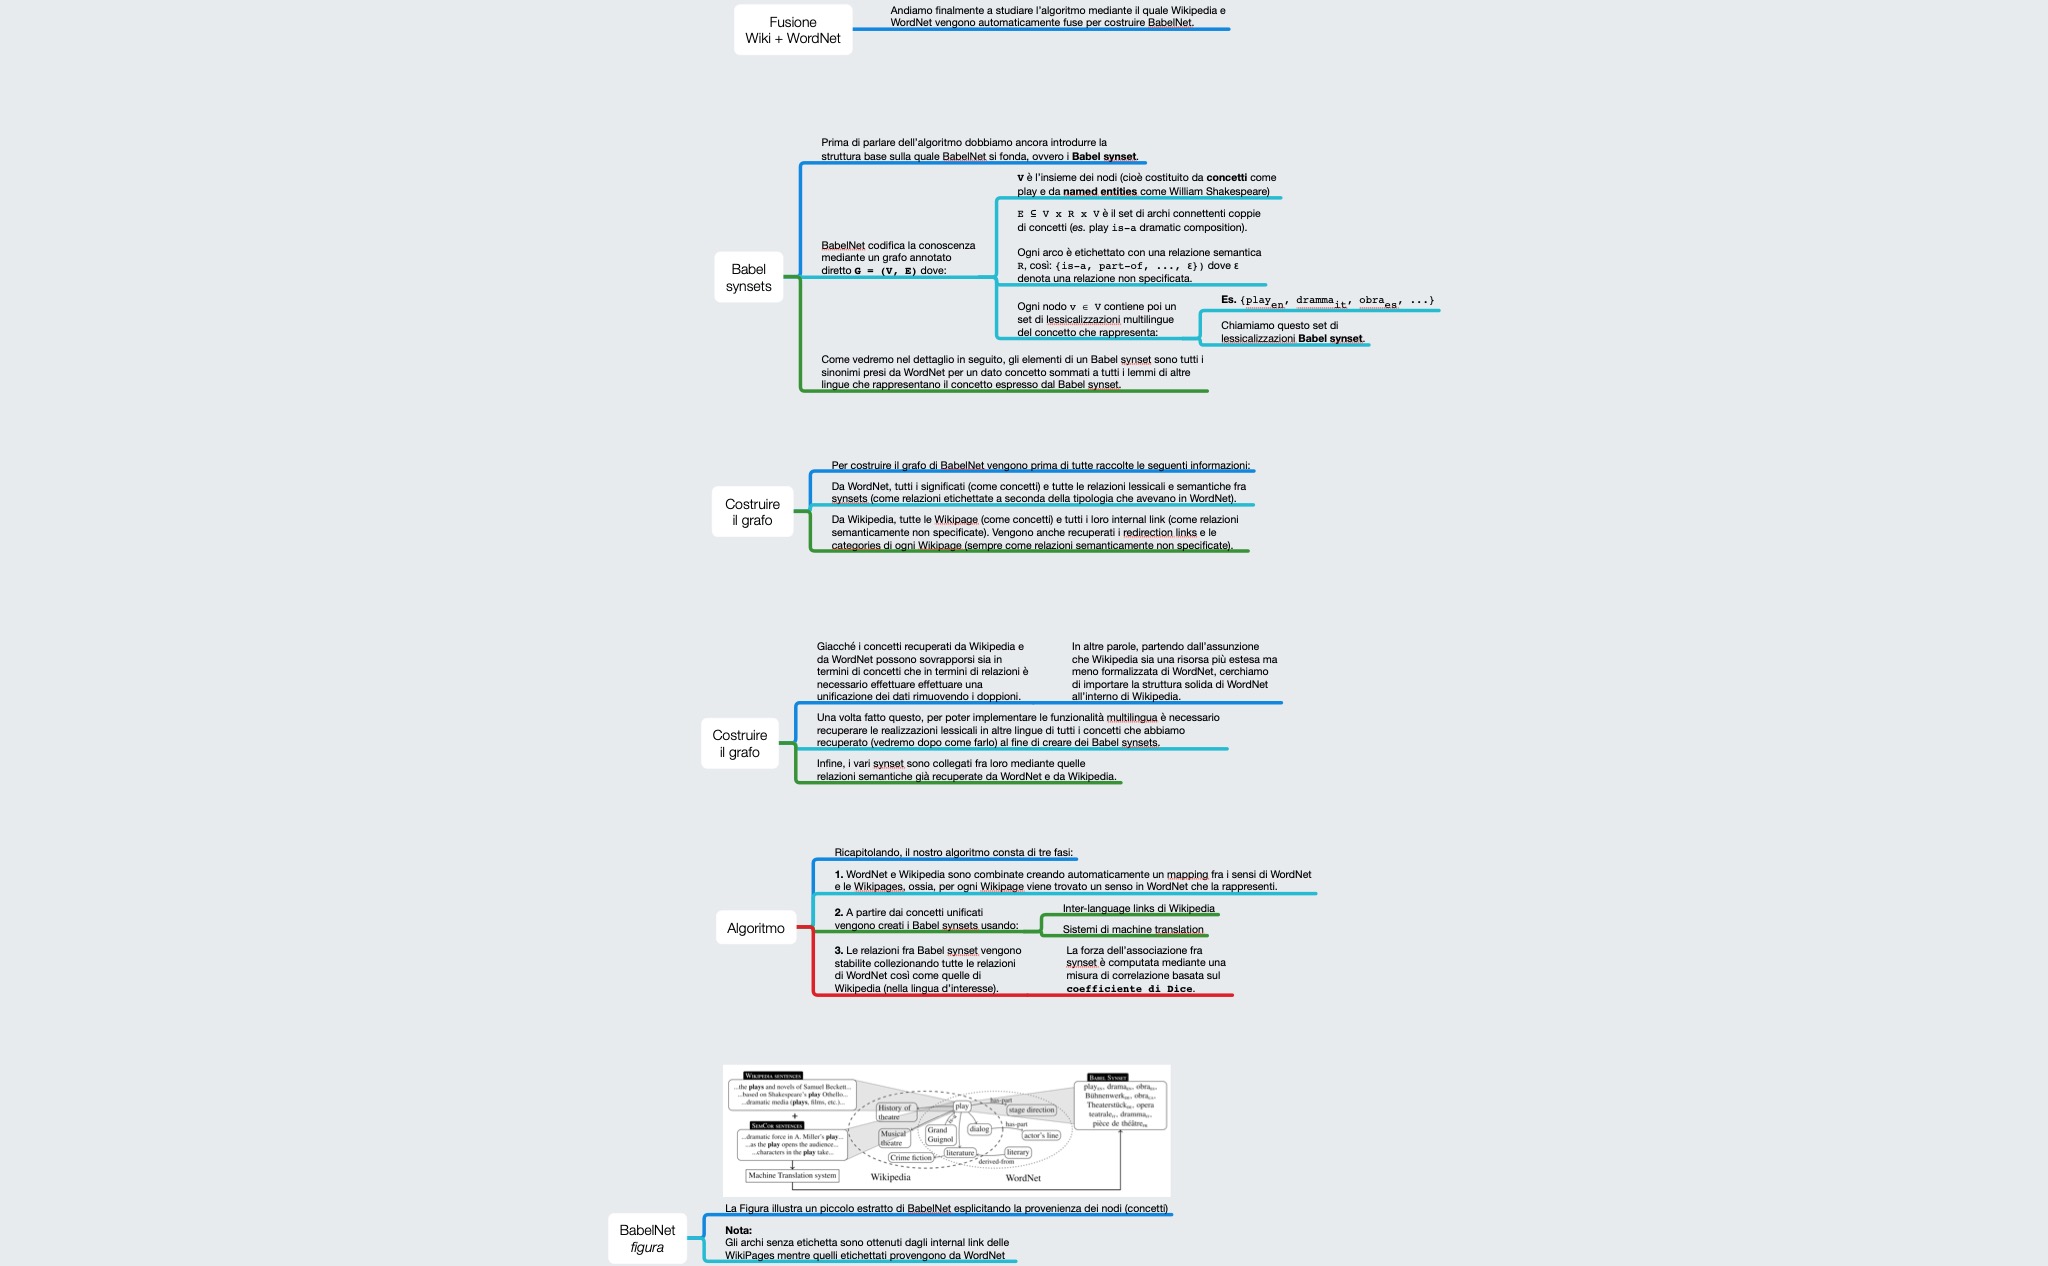 Fusione
Wiki + WordNet
Andiamo finalmente a studiare l'algoritmo mediante il quale Wikipedia e
WordNet vengono automaticamente fuse per costruire BabelNet.
Babel
synsets
Prima di parlare dell'algoritmo dobbiamo ancora introdurre la
struttura base sulla quale BabelNet si fonda, ovvero i Babel synset.
BabelNet codifica la conoscenza
mediante un grafo annotato
diretto G = (V, E) dove:
V è l'insieme dei nodi (cioè costituito da concetti come
play e da named entities come William Shakespeare)
E ⊆ V x R x V è il set di archi connettenti coppie
di concetti (es. play is-a dramatic composition).
Ogni arco è etichettato con una relazione semantica
R, così: {is-a, part-of, ..., ε}) dove ε
denota una relazione non specificata.
Ogni nodo v ∈ V contiene poi un
set di lessicalizzazioni multilingue
del concetto che rappresenta:
Es. {play_en, dramma_it, obra_es, ...}
Chiamiamo questo set di
lessicalizzazioni Babel synset.
Come vedremo nel dettaglio in seguito, gli elementi di un Babel synset sono tutti i
sinonimi presi da WordNet per un dato concetto sommati a tutti i lemmi di altre
lingue che rappresentano il concetto espresso dal Babel synset.
Costruire
il grafo
Per costruire il grafo di BabelNet vengono prima di tutte raccolte le seguenti informazioni:
Da WordNet, tutti i significati (come concetti) e tutte le relazioni lessicali e semantiche fra
synsets (come relazioni etichettate a seconda della tipologia che avevano in WordNet).
Da Wikipedia, tutte le Wikipage (come concetti) e tutti i loro internal link (come relazioni
semanticamente non specificate). Vengono anche recuperati i redirection links e le
categories di ogni Wikipage (sempre come relazioni semanticamente non specificate).
Costruire
il grafo
Giacché i concetti recuperati da Wikipedia e
da WordNet possono sovrapporsi sia in
termini di concetti che in termini di relazioni è
necessario effettuare effettuare una
unificazione dei dati rimuovendo i doppioni.
In altre parole, partendo dall'assunzione
che Wikipedia sia una risorsa più estesa ma
meno formalizzata di WordNet, cerchiamo
di importare la struttura solida di WordNet
all'interno di Wikipedia.
Una volta fatto questo, per poter implementare le funzionalità multilingua è necessario
recuperare le realizzazioni lessicali in altre lingue di tutti i concetti che abbiamo
recuperato (vedremo dopo come farlo) al fine di creare dei Babel synsets.
Infine, i vari synset sono collegati fra loro mediante quelle
relazioni semantiche già recuperate da WordNet e da Wikipedia.
Algoritmo
Ricapitolando, il nostro algoritmo consta di tre fasi:
1. WordNet e Wikipedia sono combinate creando automaticamente un mapping fra i sensi di WordNet
e le Wikipages, ossia, per ogni Wikipage viene trovato un senso in WordNet che la rappresenti.
2. A partire dai concetti unificati
vengono creati i Babel synsets usando:
Inter-language links di Wikipedia
Sistemi di machine translation
3. Le relazioni fra Babel synset vengono
stabilite collezionando tutte le relazioni
di WordNet così come quelle di
Wikipedia (nella lingua d'interesse).
La forza dell'associazione fra
synset è computata mediante una
misura di correlazione basata sul
coefficiente di Dice.
WIKIPEDIA SENTENCES
...the plays and novels of Samuel Beckett...
...based on Shakespeare's play Othello...
...dramatic media (plays, films, etc.)...
+
SEMCOR SENTENCES
...dramatic force in A. Miller's play...
...as the play opens the audience...
...characters in the play take...
Machine Translation system
History of
theatre
Musical
theatre
Crime fiction
Grand
Guignol
play
dialog
literature
has-part
stage direction
has-part
actor's line
literary
derived-from
Wikipedia
WordNet
BABEL SYNSET
play, drama, obra,
Bühnenwerk, obra,
Theaterstück, opera
teatrale, dramma,
pièce de théâtre
BabelNet
figura
La Figura illustra un piccolo estratto di BabelNet esplicitando la provenienza dei nodi (concetti)
Nota:
Gli archi senza etichetta sono ottenuti dagli internal link delle
WikiPages mentre quelli etichettati provengono da WordNet